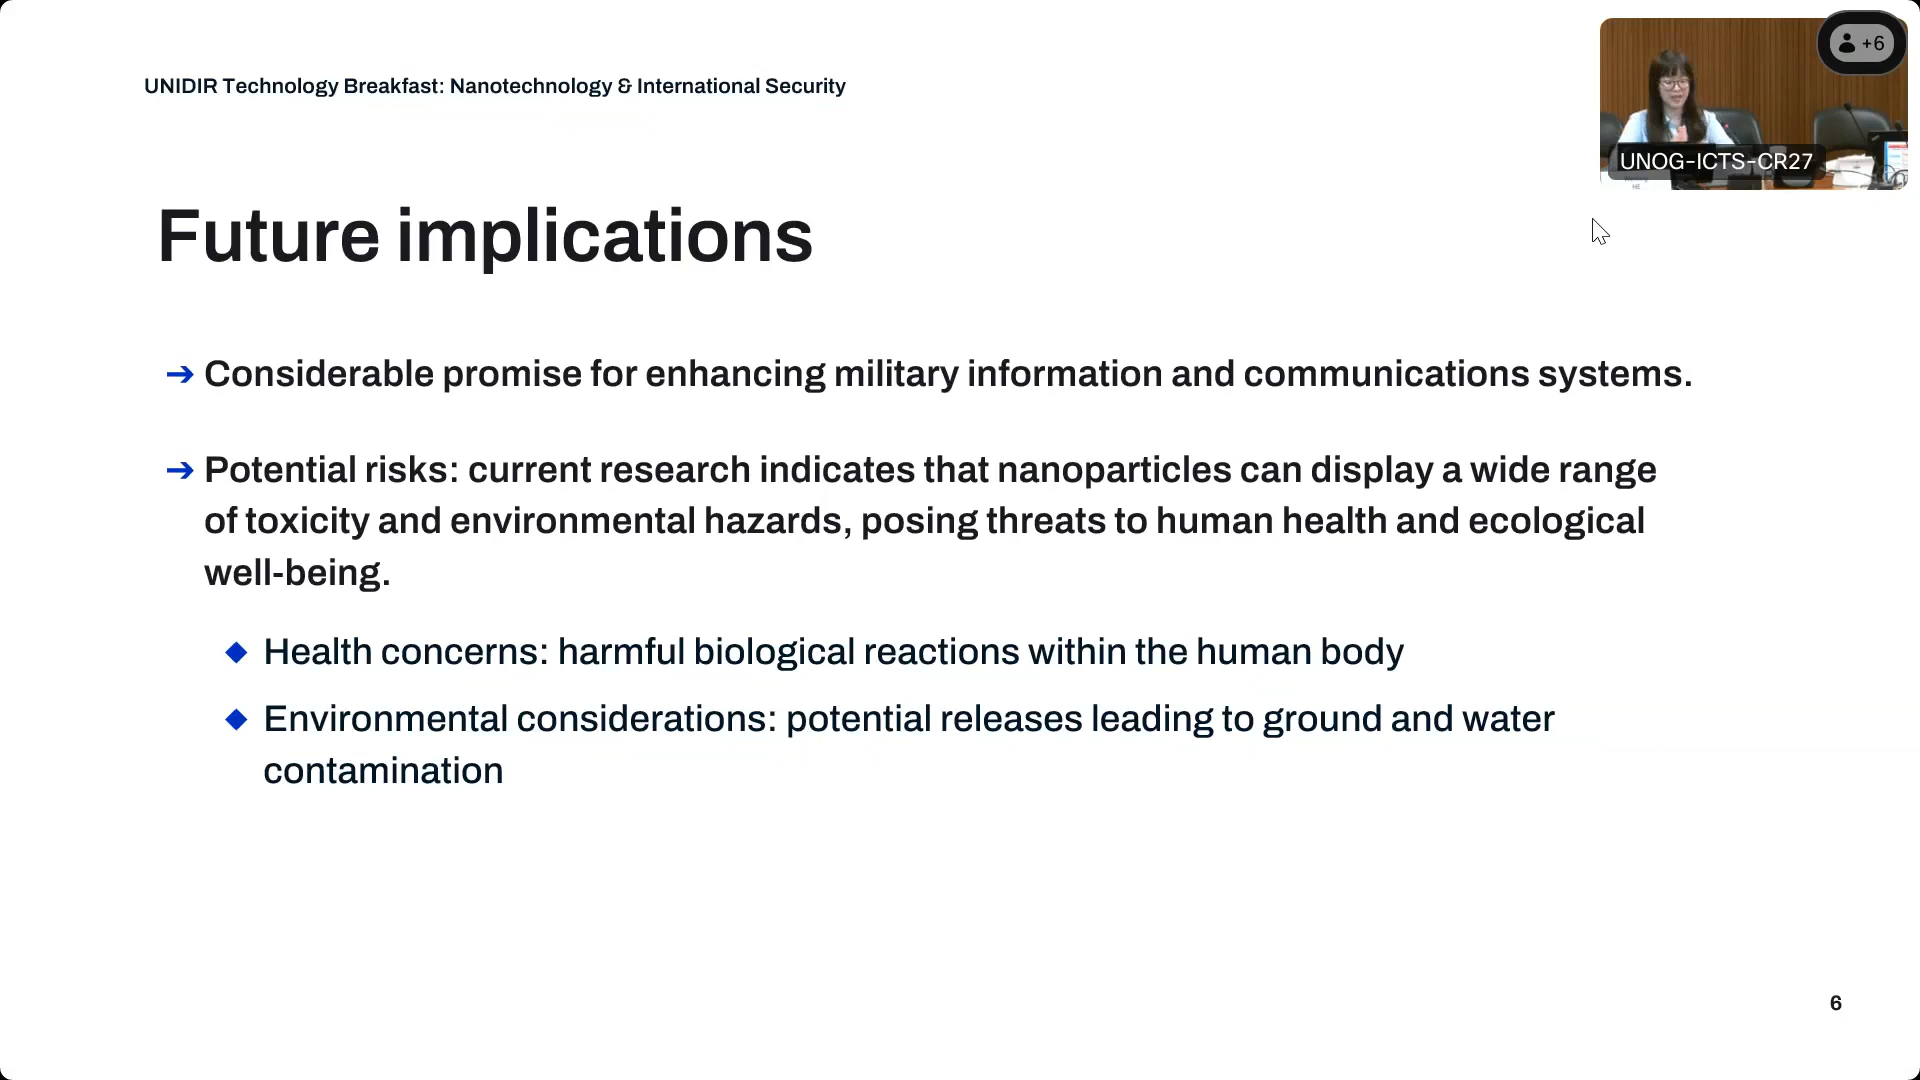 UNIDIR Technology Breakfast: Nanotechnology & International Security
+6
UNOG-ICTS-CR27
HE
Future implications
➔ Considerable promise for enhancing military information and communications systems.
➔ Potential risks: current research indicates that nanoparticles can display a wide range
of toxicity and environmental hazards, posing threats to human health and ecological
well-being.
◆ Health concerns: harmful biological reactions within the human body
◆ Environmental considerations: potential releases leading to ground and water
contamination
6